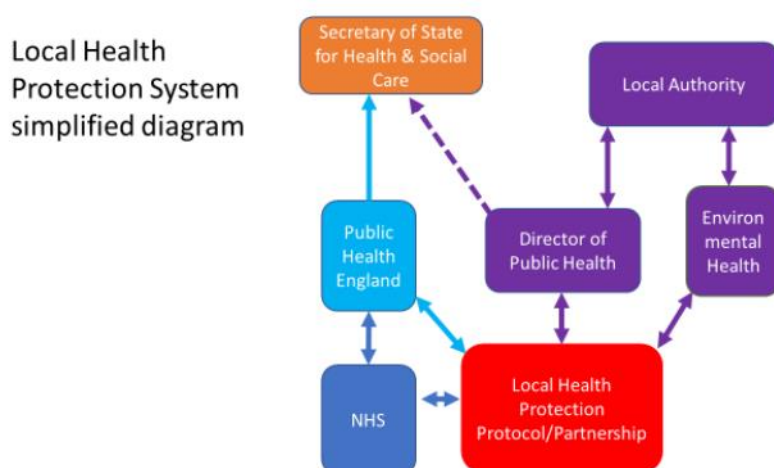 Local Health
Protection System
simplified diagram
Secretary of State
for Health & Social
Care
Local Authority
Public
Health
England
Director of
Public Health
Environ
mental
Health
NHS
Local Health
Protection
Protocol/Partnership